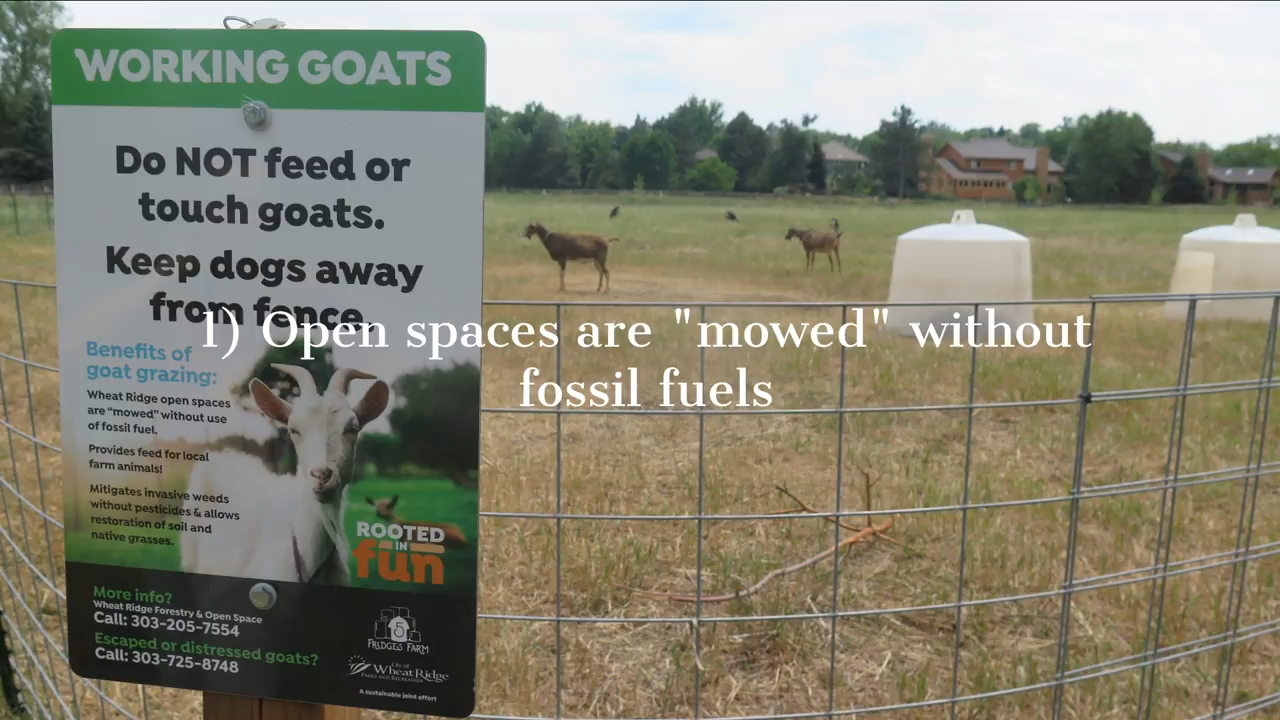 WORKING GOATS
Do NOT feed or
touch goats.
Keep dogs away
from fence.
1) Open spaces are "mowed" without
fossil fuels
Benefits of
goat grazing:
Wheat Ridge open spaces
are “mowed” without use
of fossil fuel.
Provides feed for local
farm animals!
Mitigates invasive weeds
without pesticides & allows
restoration of soil and
native grasses.
ROOTED
IN
fun
More info?
Wheat Ridge Forestry & Open Space
Call: 303-205-7554
Escaped or distressed goats?
Call: 303-725-8748
5
FRIDGES FARM
City of
Wheat Ridge
PARKS AND RECREATION
A sustainable joint effort